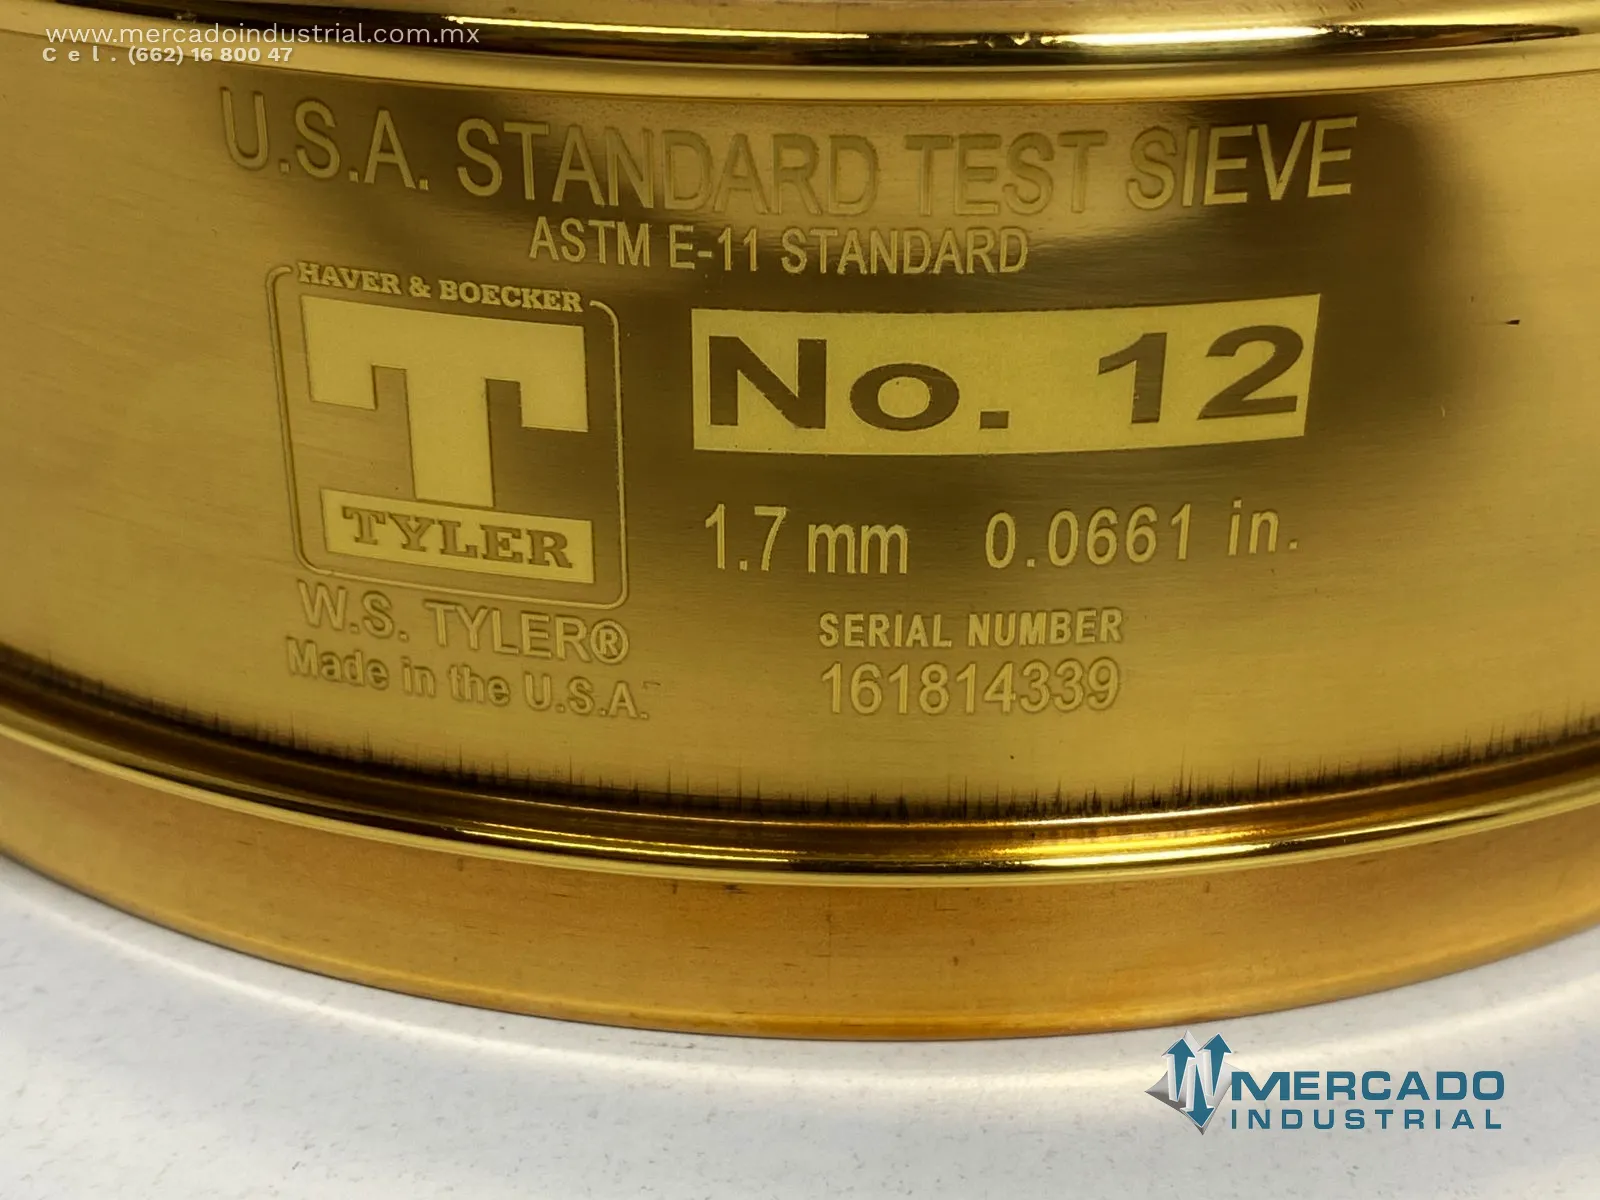 www.mercadoindustrial.com.mx
Cel. (662) 16 800 47
U.S.A. STANDARD TEST SIEVE
ASTM E-11 STANDARD
HAVER & BOECKER
T
TYLER
W.S. TYLER®
Made in the U.S.A.
No. 12
1.7 mm 0.0661 in.
SERIAL NUMBER
161814339
MERCADO
INDUSTRIAL